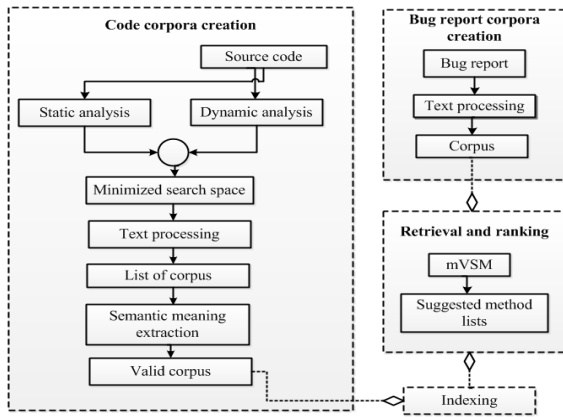 Code corpora creation
Source code
Static analysis
Dynamic analysis
Minimized search space
Text processing
List of corpus
Semantic meaning
extraction
Valid corpus
Bug report corpora
creation
Bug report
Text processing
Corpus
Retrieval and ranking
mVSM
Suggested method
lists
Indexing